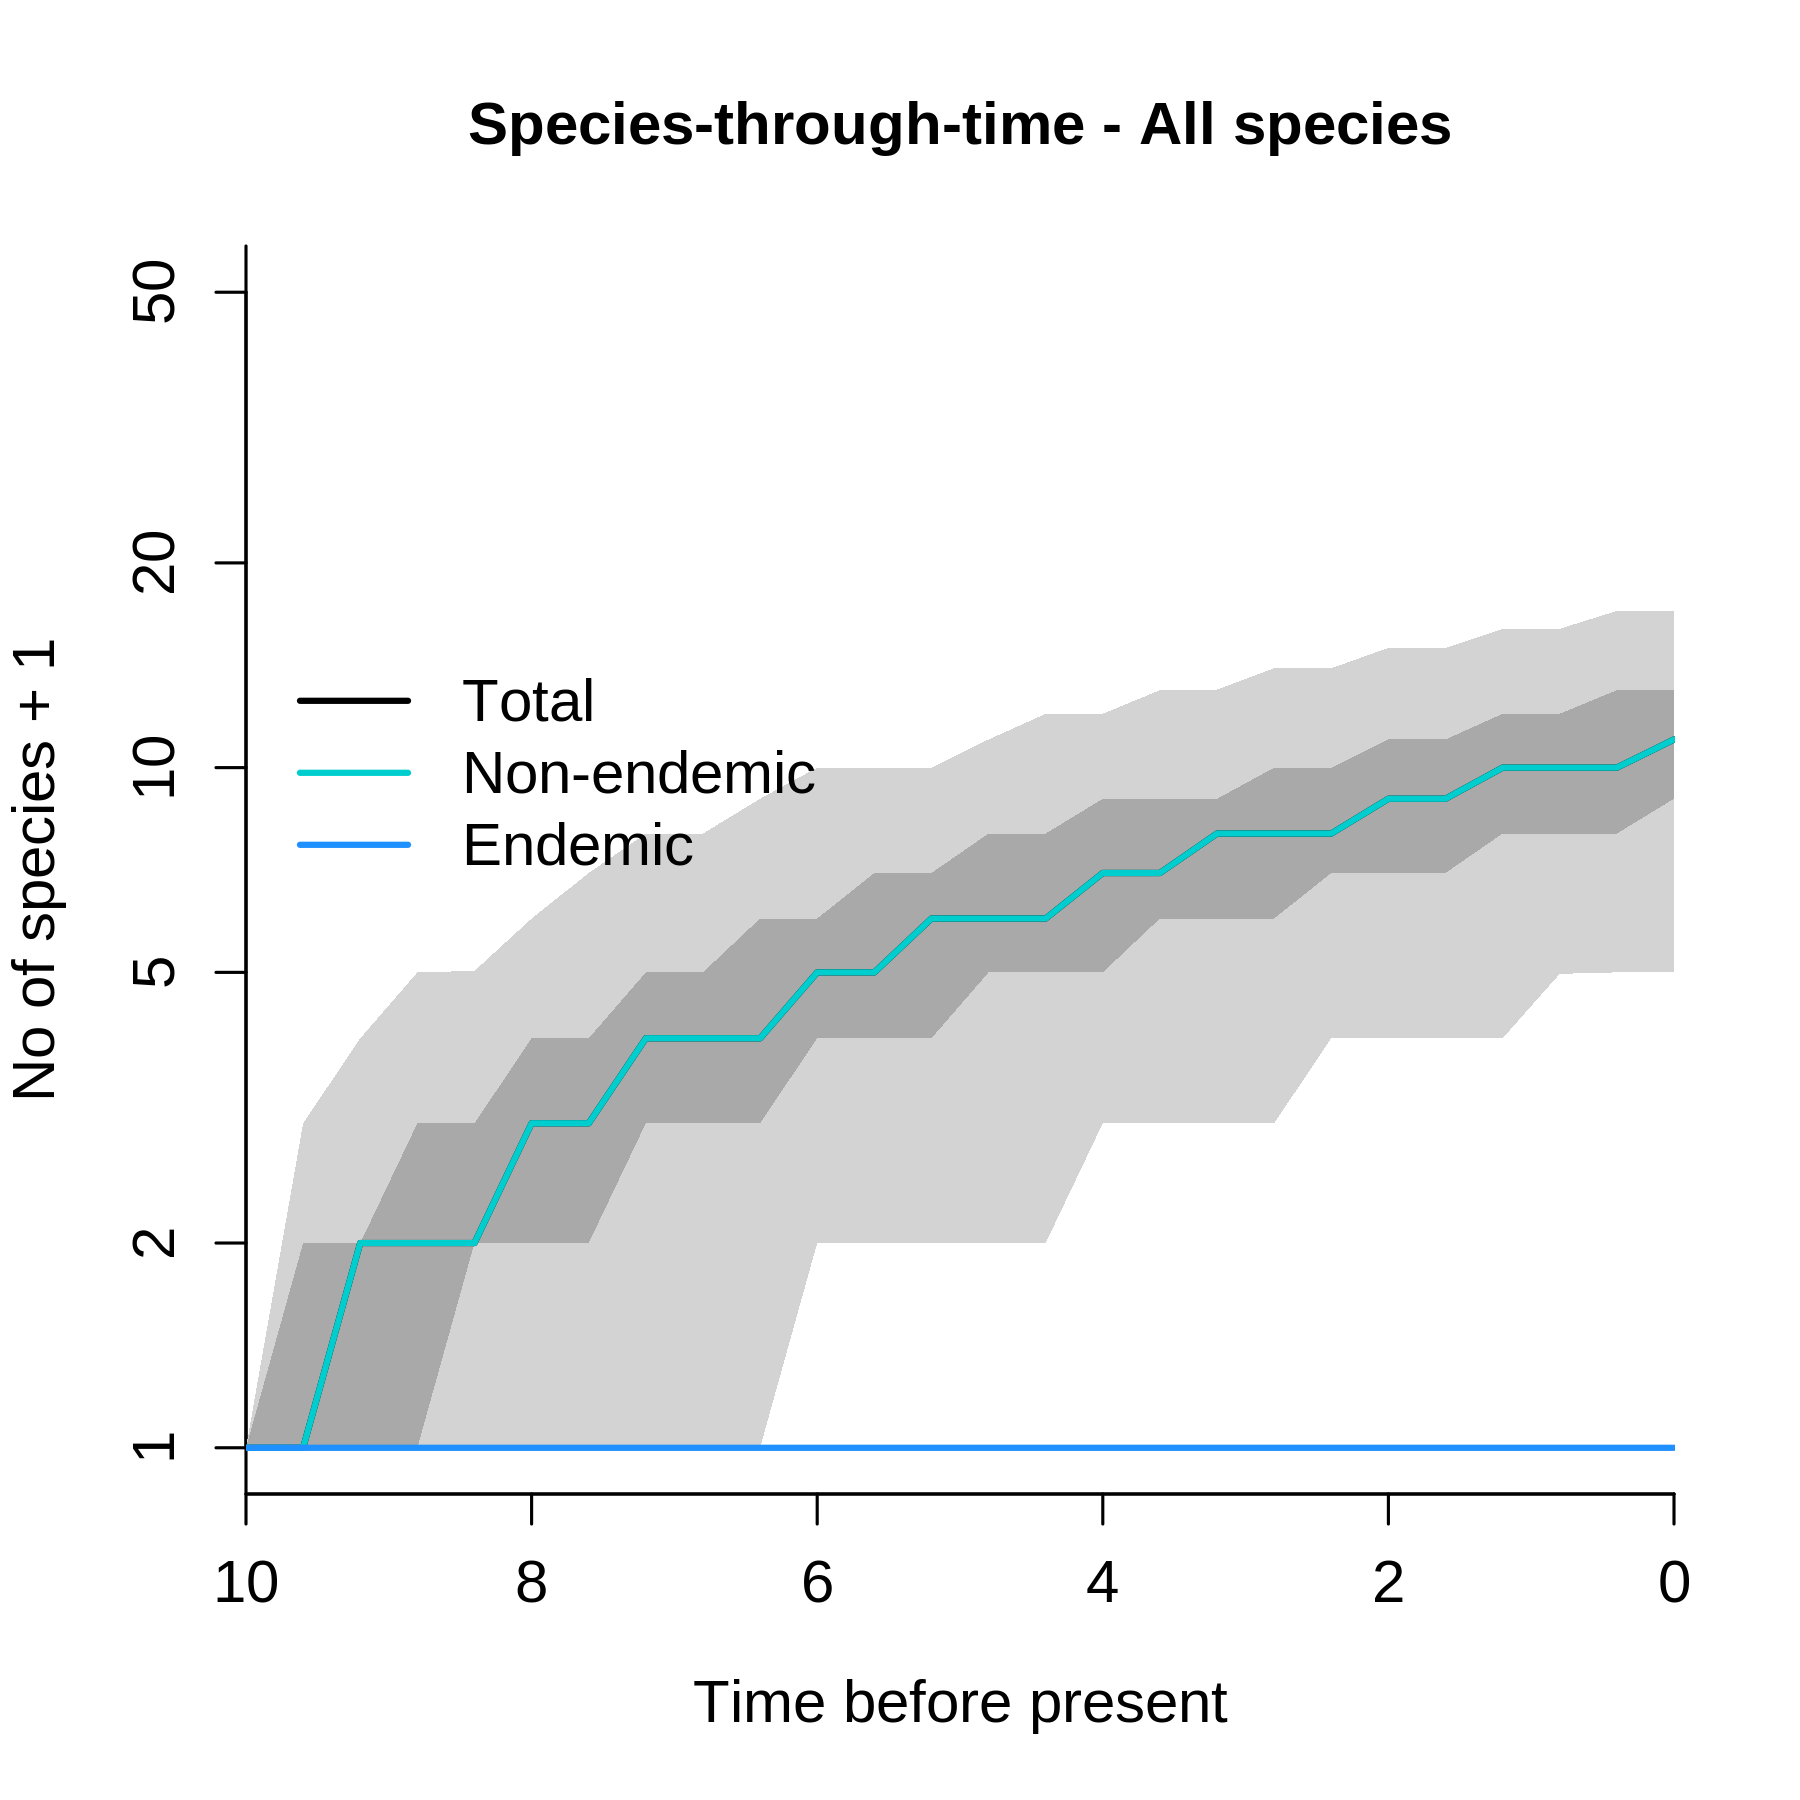 Species-through-time - All species
No of species + 1
50
20
10
5
2
1
Total
Non-endemic
Endemic
10 8 6 4 2 0
Time before present